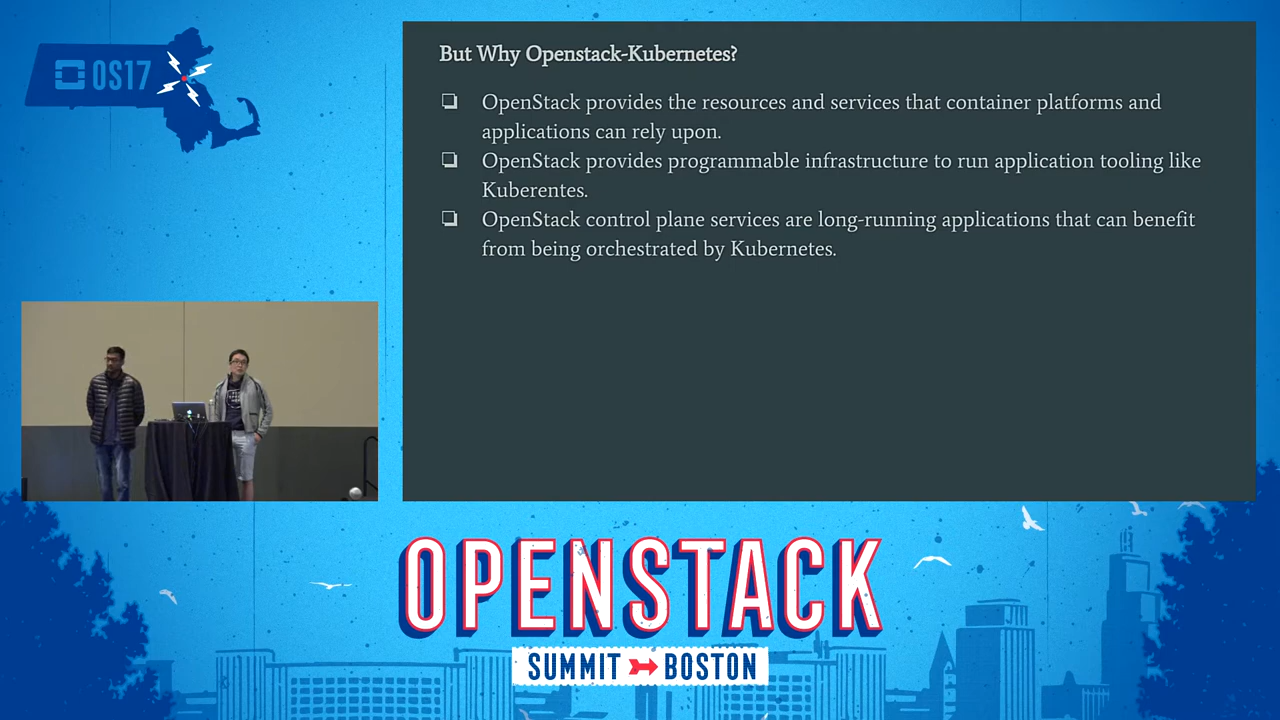 OS17
But Why Openstack-Kubernetes?
OpenStack provides the resources and services that container platforms and
applications can rely upon.
OpenStack provides programmable infrastructure to run application tooling like
Kuberentes.
OpenStack control plane services are long-running applications that can benefit
from being orchestrated by Kubernetes.
OPENSTACK
SUMMIT BOSTON